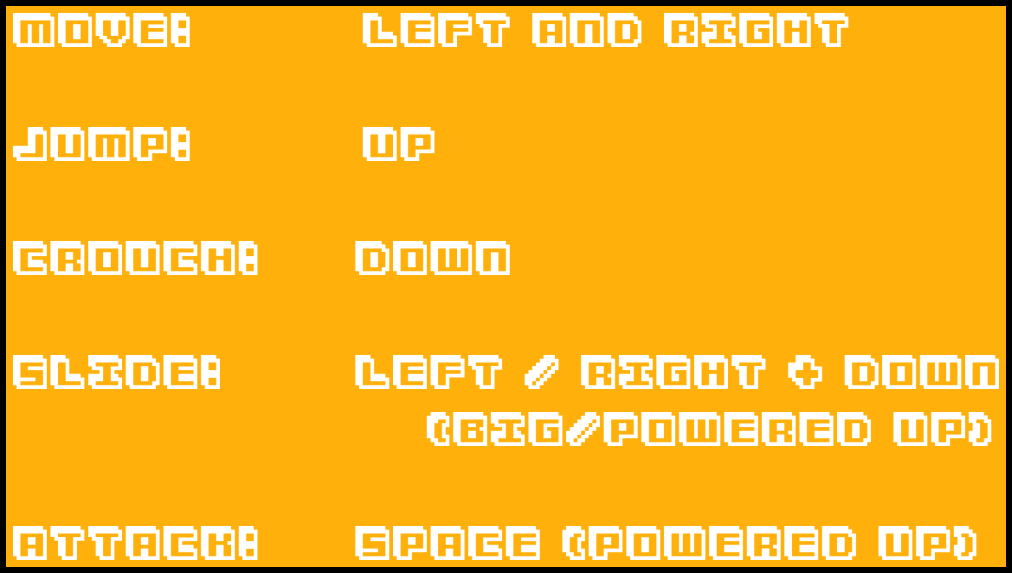 MOVE: LEFT AND RIGHT
JUMP: UP
CROUCH: DOWN
SLIDE: LEFT / RIGHT + DOWN
(BIG/POWERED UP)
ATTACK: SPACE (POWERED UP)